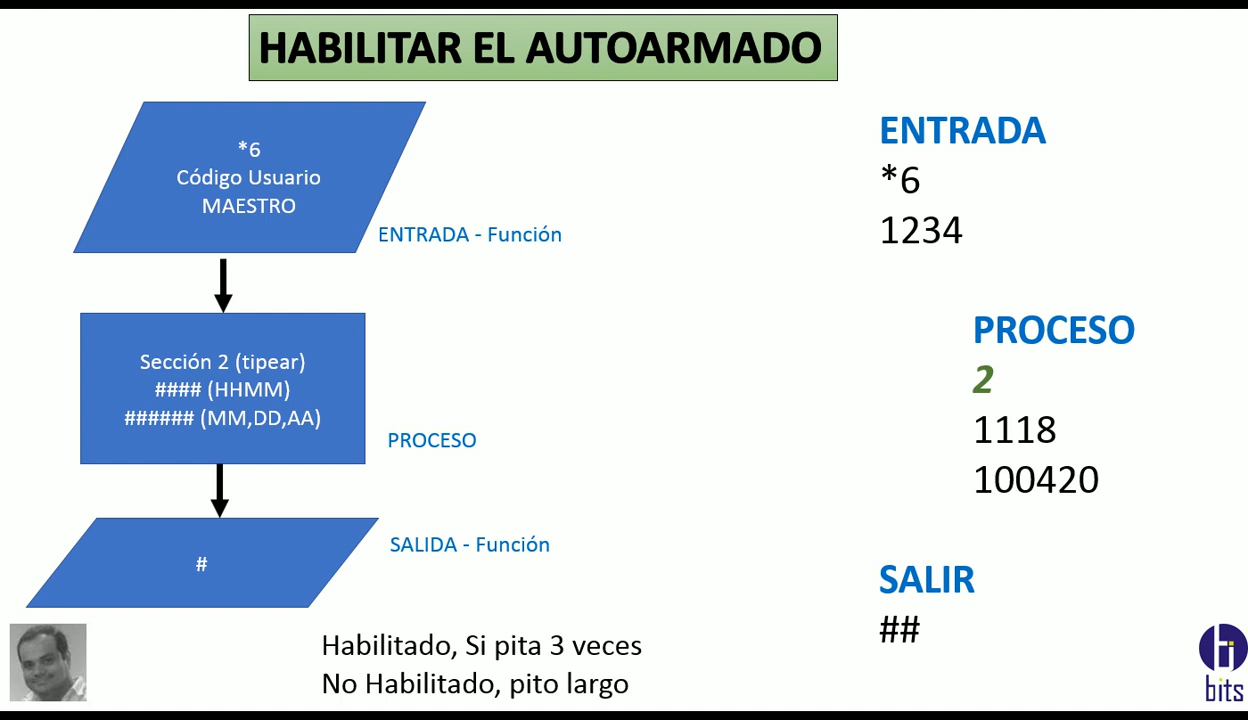 HABILITAR EL AUTOARMADO
*6
Código Usuario
MAESTRO
ENTRADA - Función
Sección 2 (tipear)
#### (HHMM)
###### (MM,DD,AA)
PROCESO
#
SALIDA - Función
Habilitado, Si pita 3 veces
No Habilitado, pito largo
ENTRADA
*6
1234
PROCESO
2
1118
100420
SALIR
##
bits